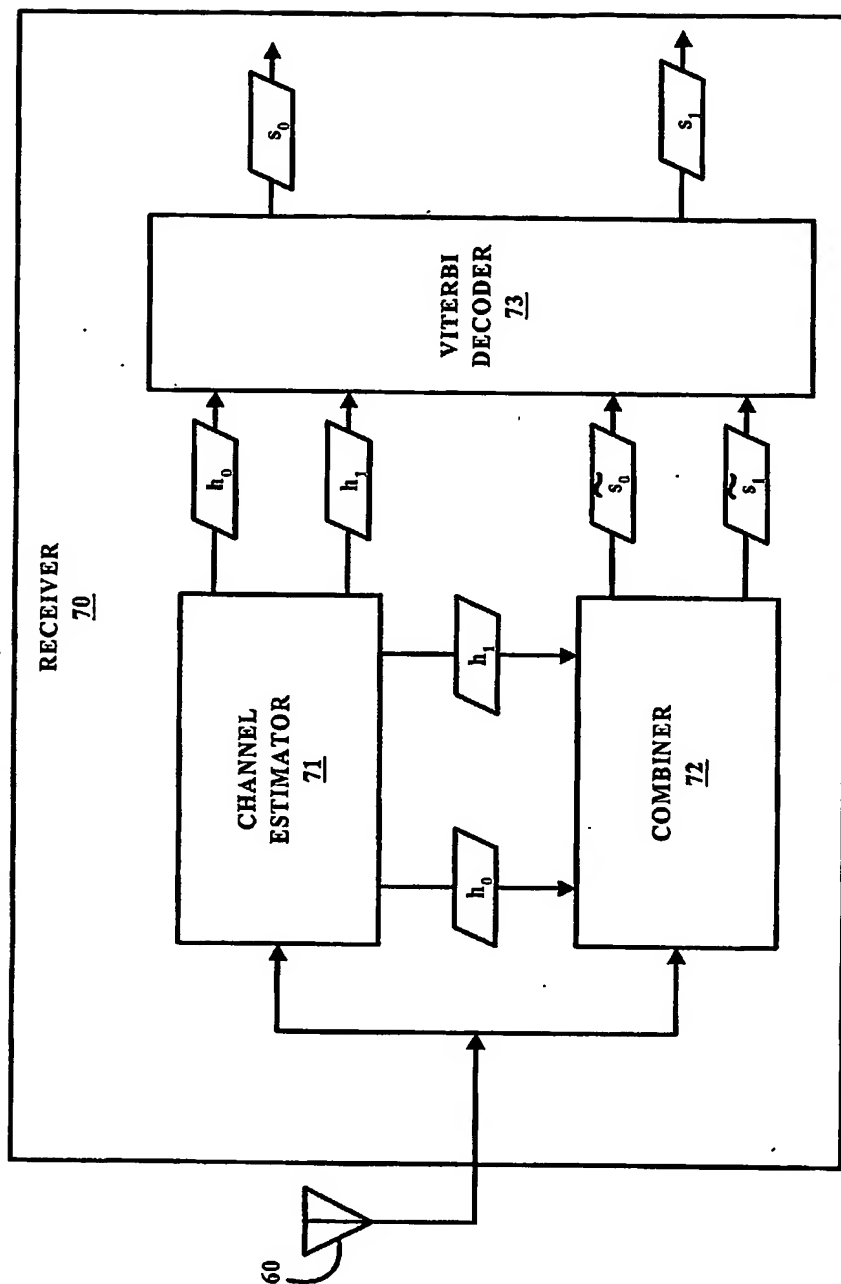 RECEIVER
70
60
CHANNEL
ESTIMATOR
71
h₀
h₁
h₀
h₁
COMBINER
72
s̃₀
s̃₁
VITERBI
DECODER
73
s₀
s₁